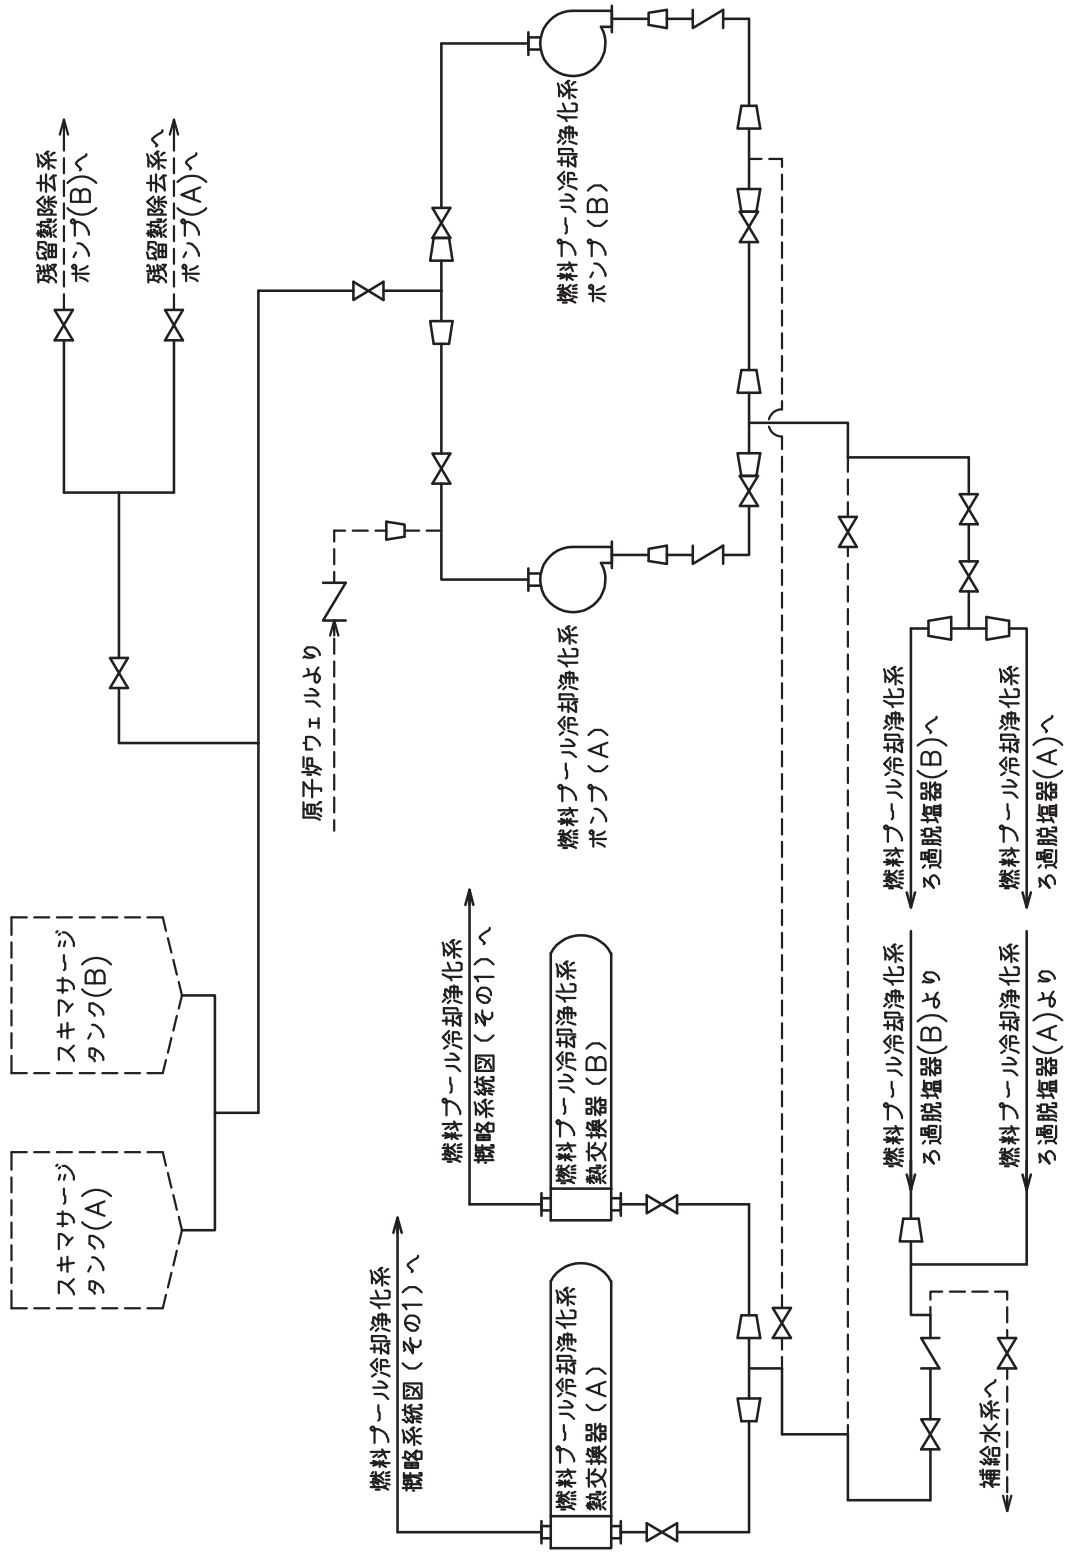 スキマサージ
タンク(A)
スキマサージ
タンク(B)
残留熱除去系
ポンプ(B)へ
残留熱除去系へ
ポンプ(A)へ
原子炉ウェルより
燃料プール冷却浄化系
概略系統図（その1）へ
燃料プール冷却浄化系
概略系統図（その1）へ
燃料プール冷却浄化系
熱交換器（A）
燃料プール冷却浄化系
熱交換器（B）
燃料プール冷却浄化系
ポンプ（A）
燃料プール冷却浄化系
ポンプ（B）
燃料プール冷却浄化系
ろ過脱塩器(B)より
燃料プール冷却浄化系
ろ過脱塩器(B)へ
補給水系へ
燃料プール冷却浄化系
ろ過脱塩器(A)より
燃料プール冷却浄化系
ろ過脱塩器(A)へ